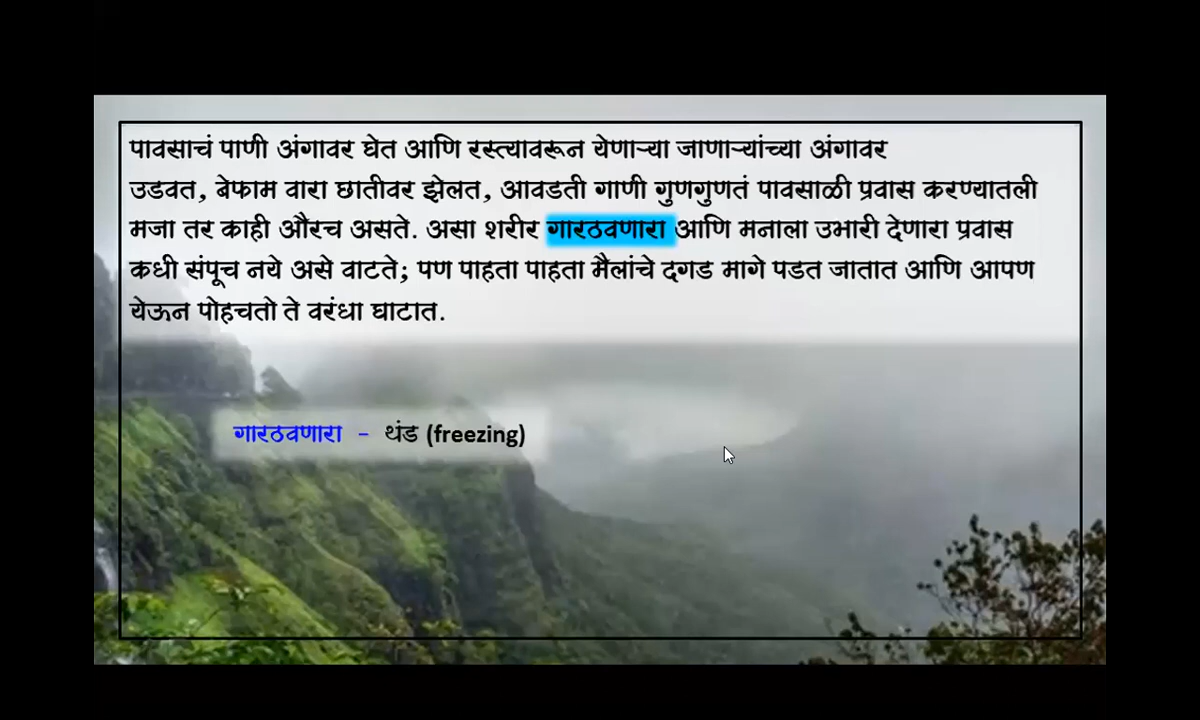 पावसाचं पाणी अंगावर घेत आणि रस्त्यावरून येणाऱ्या जाणाऱ्यांच्या अंगावर
उडवत, बेफाम वारा छातीवर झेलत, आवडती गाणी गुणगुणतं पावसाळी प्रवास करण्यातली
मजा तर काही औरच असते. असा शरीर गारठवणारा आणि मनाला उभारी देणारा प्रवास
कधी संपूच नये असे वाटते; पण पाहता पाहता मैलांचे दगड मागे पडत जातात आणि आपण
येऊन पोहचतो ते वरंधा घाटात.
गारठवणारा - थंड (freezing)